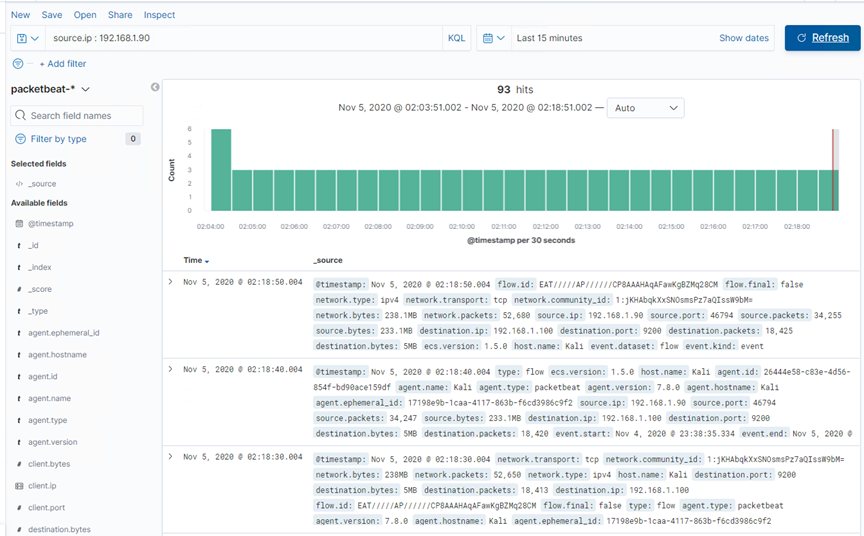 New Save Open Share Inspect
source.ip : 192.168.1.90 KQL Last 15 minutes Show dates Refresh
+ Add filter
packetbeat-*
Search field names
Filter by type 0
Selected fields
_source
Available fields
@timestamp
_id
_index
_score
_type
agent.ephemeral_id
agent.hostname
agent.id
agent.name
agent.type
agent.version
client.bytes
client.ip
client.port
destination.bytes
93 hits
Nov 5, 2020 @ 02:03:51.002 - Nov 5, 2020 @ 02:18:51.002 — Auto
Count
6
5
4
3
2
1
0
02:04:00 02:05:00 02:06:00 02:07:00 02:08:00 02:09:00 02:10:00 02:11:00 02:12:00 02:13:00 02:14:00 02:15:00 02:16:00 02:17:00 02:18:00
@timestamp per 30 seconds
Time _source
Nov 5, 2020 @ 02:18:50.004 @timestamp: Nov 5, 2020 @ 02:18:50.004 flow.id: EAT/////AP//////CP8AAAHAqAFawKgBZMq28CM flow.final: false
network.type: ipv4 network.transport: tcp network.community_id: 1:jKHAbqkXxSNOsmsPz7aQIssW9bM=
network.bytes: 238.1MB network.packets: 52,680 source.ip: 192.168.1.90 source.port: 46794 source.packets: 34,255
source.bytes: 233.1MB destination.ip: 192.168.1.100 destination.port: 9200 destination.packets: 18,425
destination.bytes: 5MB ecs.version: 1.5.0 host.name: Kali event.dataset: flow event.kind: event
Nov 5, 2020 @ 02:18:40.004 @timestamp: Nov 5, 2020 @ 02:18:40.004 type: flow ecs.version: 1.5.0 host.name: Kali agent.id: 26444e58-c83e-4d56-
854f-bd90ace159df agent.name: Kali agent.type: packetbeat agent.version: 7.8.0 agent.hostname: Kali
agent.ephemeral_id: 17198e9b-1caa-4117-863b-f6cd3986c9f2 source.ip: 192.168.1.90 source.port: 46794
source.packets: 34,247 source.bytes: 233.1MB destination.ip: 192.168.1.100 destination.port: 9200
destination.bytes: 5MB destination.packets: 18,420 event.start: Nov 4, 2020 @ 23:38:35.334 event.end: Nov 5, 2020 @
Nov 5, 2020 @ 02:18:30.004 @timestamp: Nov 5, 2020 @ 02:18:30.004 network.transport: tcp network.community_id: 1:jKHAbqkXxSNOsmsPz7aQIssW9bM=
network.bytes: 238MB network.packets: 52,650 network.type: ipv4 host.name: Kali destination.port: 9200
destination.bytes: 5MB destination.packets: 18,413 destination.ip: 192.168.1.100
flow.id: EAT/////AP//////CP8AAAHAqAFawKgBZMq28CM flow.final: false type: flow agent.type: packetbeat
agent.version: 7.8.0 agent.hostname: Kali agent.ephemeral_id: 17198e9b-1caa-4117-863b-f6cd3986c9f2